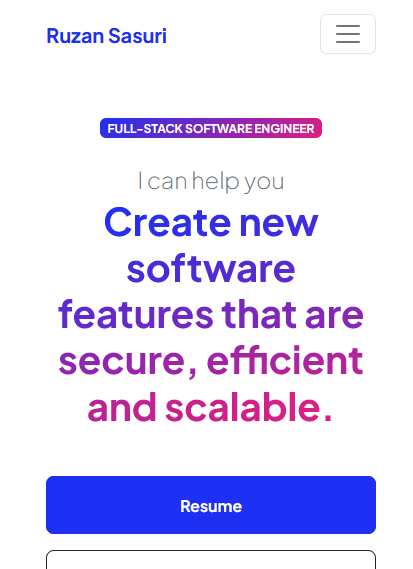 Ruzan Sasuri
FULL-STACK SOFTWARE ENGINEER
I can help you
Create new
software
features that are
secure, efficient
and scalable.
Resume